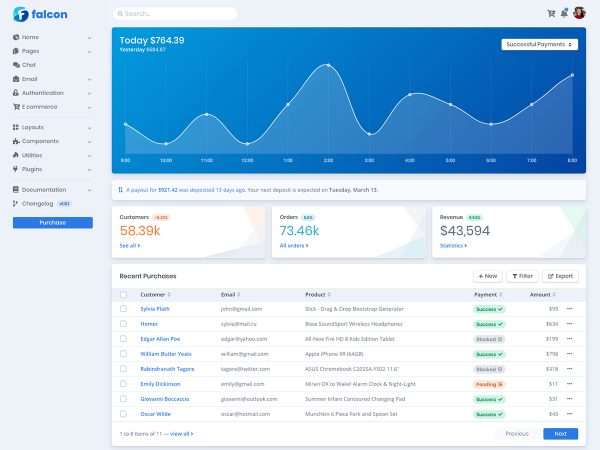 falcon
Search...
Home
Pages
Chat
Email
Authentication
E commerce
Layouts
Components
Utilities
Plugins
Documentation
Changelog v1.8.1
Purchase
Today $764.39
Yesterday $684.87
Successful Payments
9:00 10:00 11:00 12:00 1:00 2:00 3:00 4:00 5:00 6:00 7:00 8:00
A payout for $921.42 was deposited 13 days ago. Your next deposit is expected on Tuesday, March 13.
Customers
58.39k
See all
Orders 0.0%
73.46k
All orders
Revenue 9.54%
$43,594
Statistics
Recent Purchases
New Filter Export
Customer Email Product Payment Amount
Sylvia Plath john@gmail.com Slick - Drag & Drop Bootstrap Generator Success $99
Homer sylvia@mail.ru Bose SoundSport Wireless Headphones Success $634
Edgar Allan Poe edgar@yahoo.com All-New Fire HD 8 Kids Edition Tablet Blocked $199
William Butler Yeats william@gmail.com Apple iPhone XR (64GB) Success $798
Rabindranath Tagore tagore@twitter.com ASUS Chromebook C202SA-YS02 11.6" Blocked $318
Emily Dickinson emily@gmail.com Mirari OK to Wake! Alarm Clock & Night-Light Pending $11
Giovanni Boccaccio giovanni@outlook.com Summer Infant Contoured Changing Pad Success $31
Oscar Wilde oscar@hotmail.com Munchkin 6 Piece Fork and Spoon Set Success $43
1 to 8 Items of 11 — view all
Previous Next